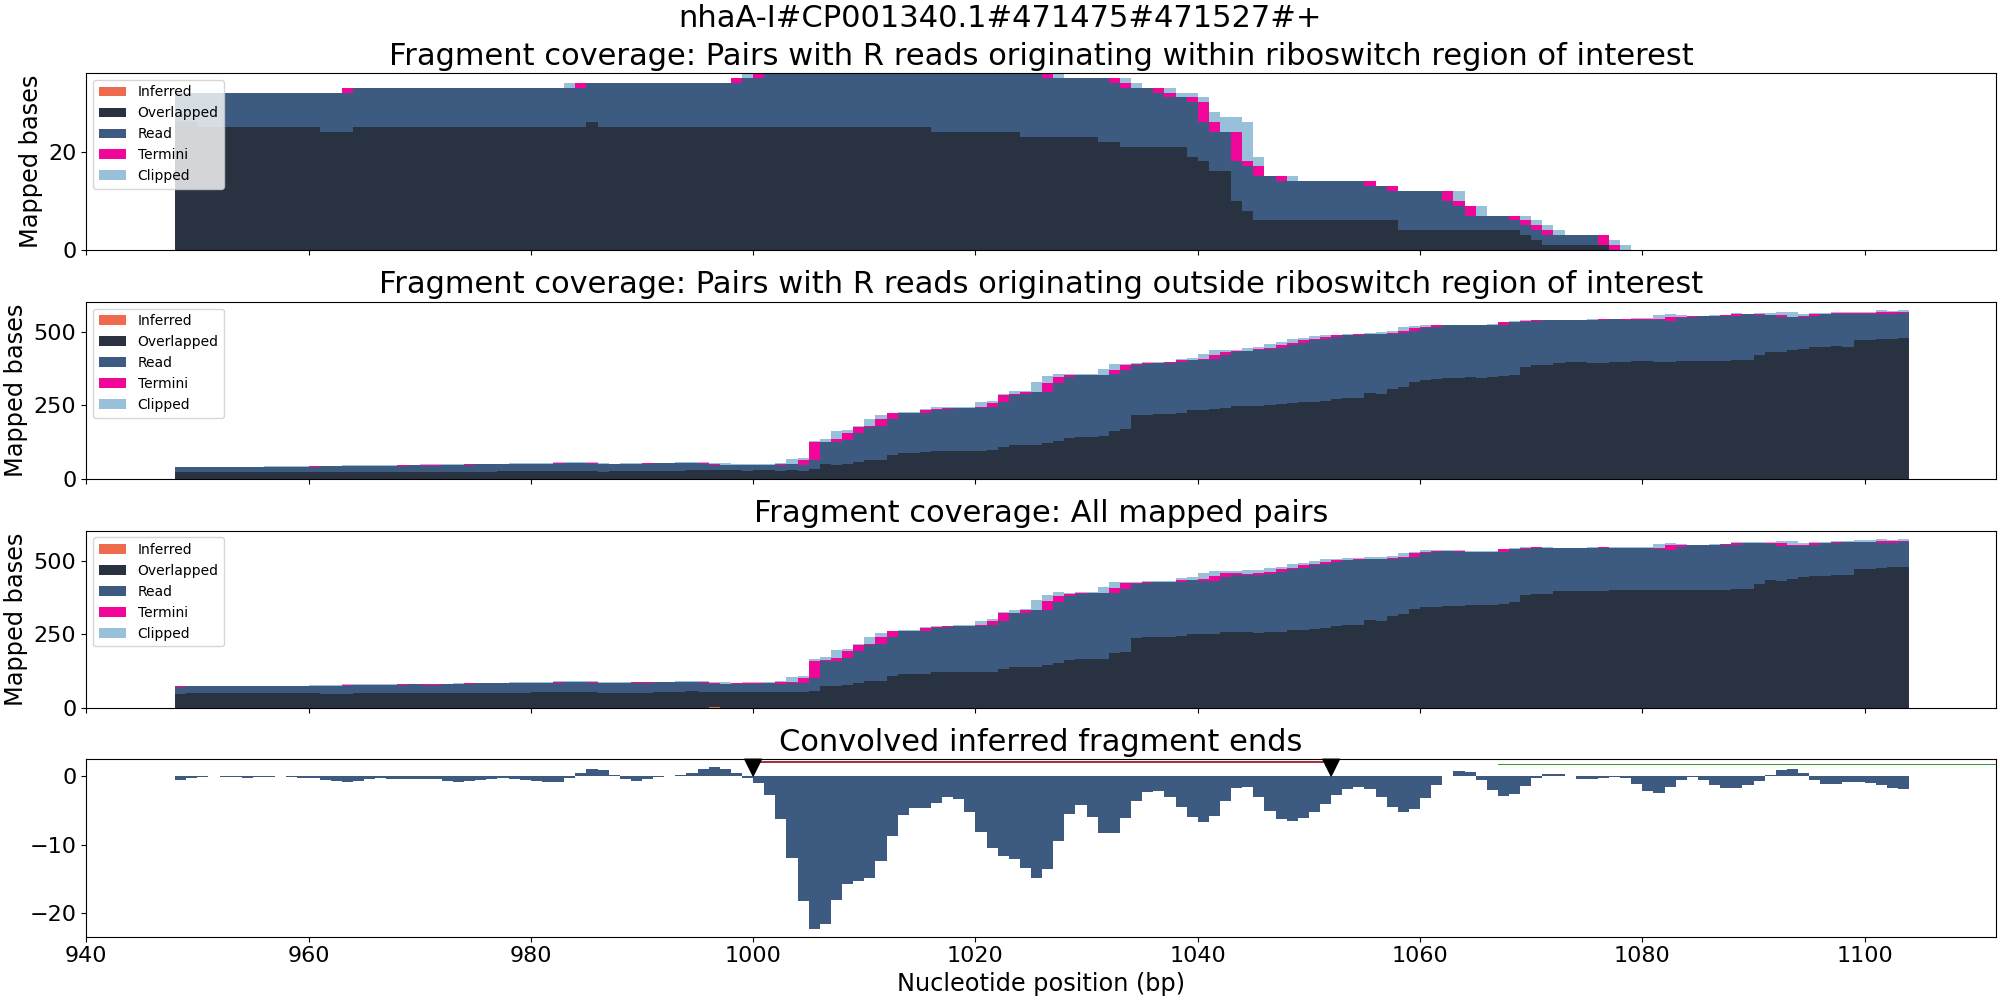 nhaA-I#CP001340.1#471475#471527#+
Fragment coverage: Pairs with R reads originating within riboswitch region of interest
Mapped bases
20
0
Inferred
Overlapped
Read
Termini
Clipped
Fragment coverage: Pairs with R reads originating outside riboswitch region of interest
Mapped bases
500
250
0
Inferred
Overlapped
Read
Termini
Clipped
Fragment coverage: All mapped pairs
Mapped bases
500
250
0
Inferred
Overlapped
Read
Termini
Clipped
Convolved inferred fragment ends
0
−10
−20
940 960 980 1000 1020 1040 1060 1080 1100
Nucleotide position (bp)